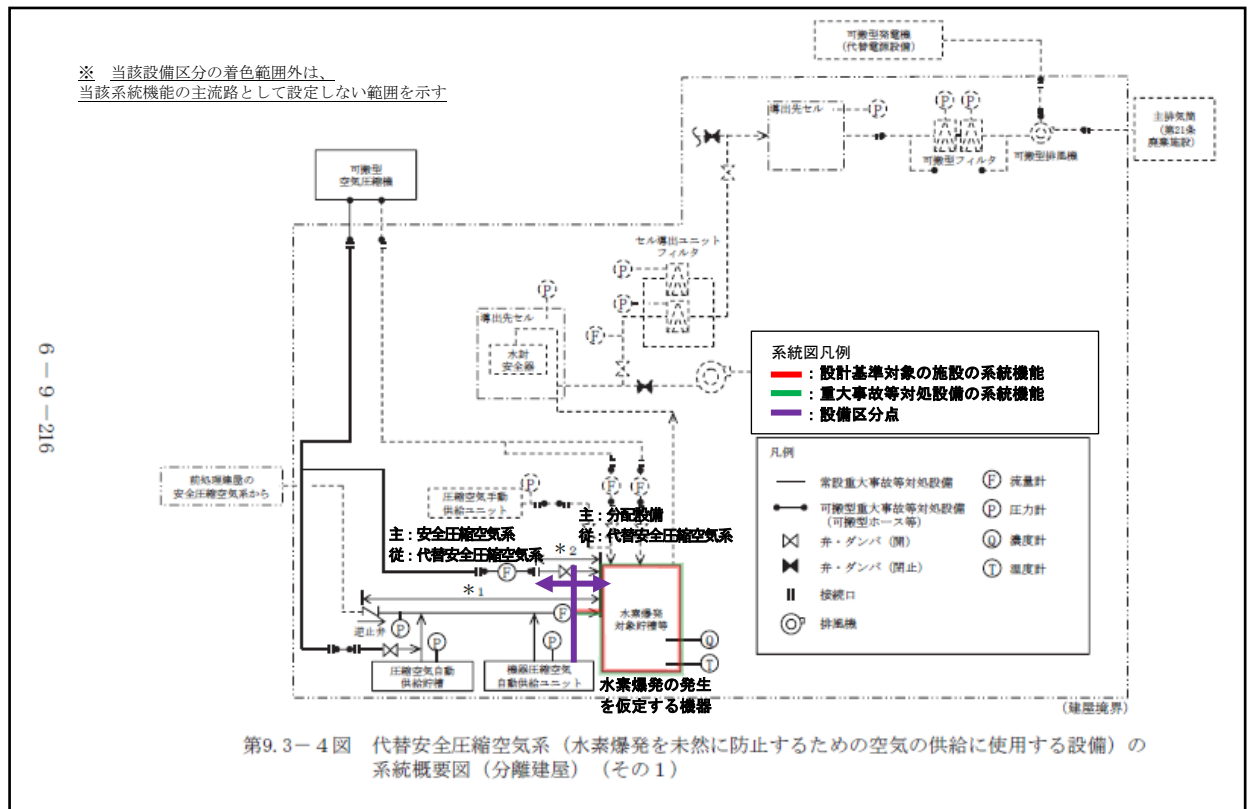 可搬型発電機
(代替電源設備)
※ 当該設備区分の着色範囲外は、
当該系統機能の主流路として設定しない範囲を示す
導出先セル
P
P
P
主排気筒
(第21条
廃棄施設)
可搬型フィルタ
可搬型排風機
可搬型
空気圧縮機
セル導出ユニット
フィルタ
P
P
P
F
導出先セル
水封
安全器
系統図凡例
:設計基準対象の施設の系統機能
:重大事故等対処設備の系統機能
:設備区分点
6-9-216
凡例
常設重大事故等対処設備
可搬型重大事故等対処設備
(可搬型ホース等)
弁・ダンパ(開)
弁・ダンパ(閉止)
接続口
排風機
F 流量計
P 圧力計
Q 濃度計
T 温度計
前処理建屋の
安全圧縮空気系から
圧縮空気手動
供給ユニット
P
F
F
主:安全圧縮空気系
従:代替安全圧縮空気系
主:分配設備
従:代替安全圧縮空気系
*2
F
*1
F
逆止弁
P
P
P
水素爆発
対象貯槽等
Q
T
圧縮空気自動
供給貯槽
機器圧縮空気
自動供給ユニット
水素爆発の発生
を仮定する機器
(建屋境界)
第9.3-4図 代替安全圧縮空気系(水素爆発を未然に防止するための空気の供給に使用する設備)の
系統概要図(分離建屋)(その1)